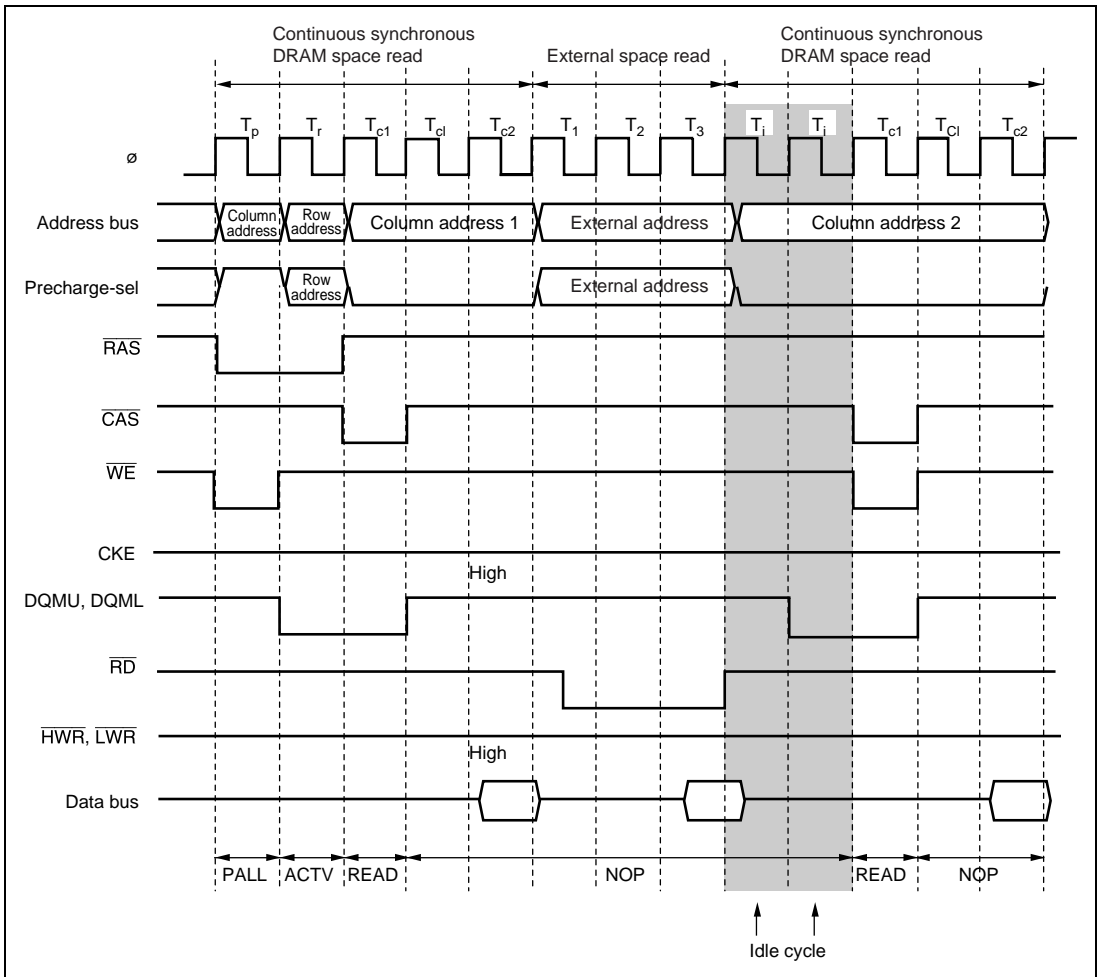 Continuous synchronous
DRAM space read
External space read
Continuous synchronous
DRAM space read
Tp Tr Tc1 Tcl Tc2 T1 T2 T3 Ti Ti Tc1 TCl Tc2
ø
Address bus
Column
address
Row
address
Column address 1
External address
Column address 2
Precharge-sel
Row
address
External address
RAS
CAS
WE
CKE
High
DQMU, DQML
RD
HWR, LWR
High
Data bus
PALL ACTV READ NOP READ NOP
Idle cycle